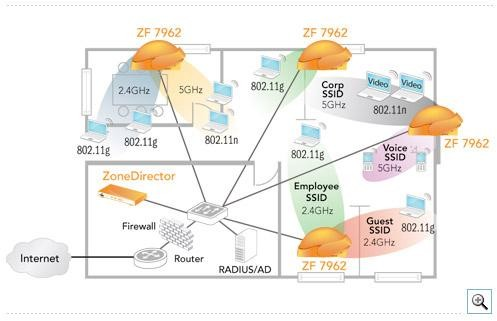 ZF 7962
ZF 7962
2.4GHz
5GHz
802.11g
Corp
SSID
5GHz
Video
Video
802.11n
802.11g
802.11g
802.11n
802.11g
ZF 7962
Voice
SSID
5GHz
ZoneDirector
Employee
SSID
2.4GHz
Guest
SSID
2.4GHz
802.11g
Firewall
Internet
Router
RADIUS/AD
ZF 7962